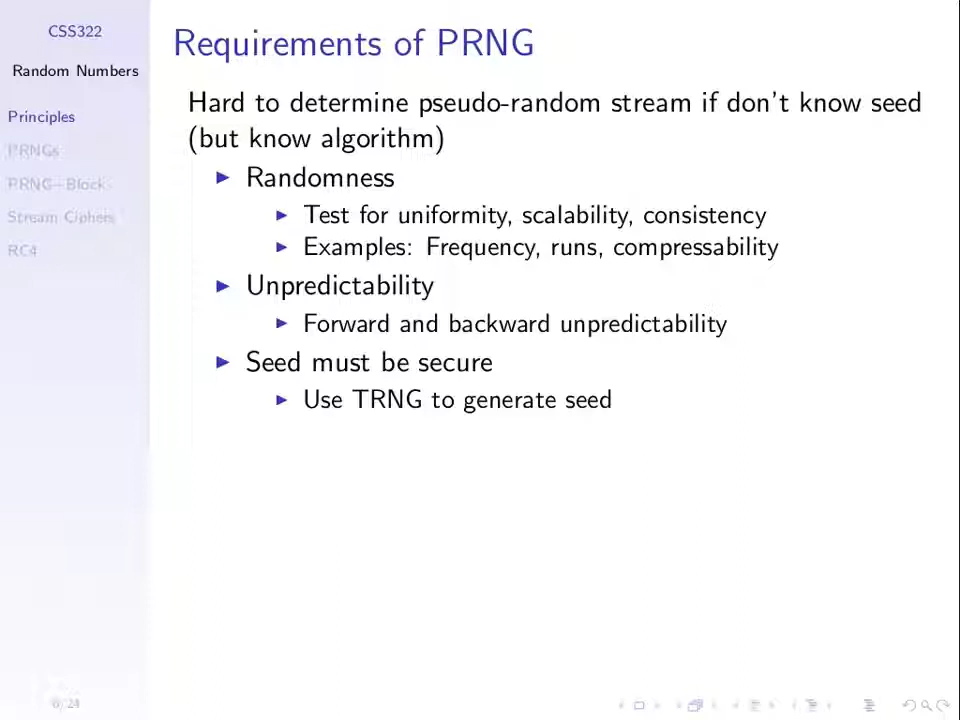 CSS322
Random Numbers
Principles
PRNGs
PRNG–Block
Stream Ciphers
RC4
Requirements of PRNG
Hard to determine pseudo-random stream if don't know seed
(but know algorithm)
Randomness
Test for uniformity, scalability, consistency
Examples: Frequency, runs, compressability
Unpredictability
Forward and backward unpredictability
Seed must be secure
Use TRNG to generate seed